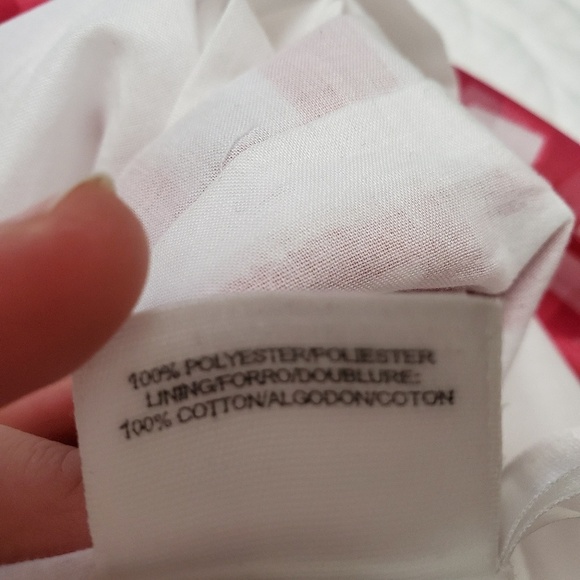 100% POLYESTER/POLIESTER
LINING/FORRO/DOUBLURE:
100% COTTON/ALGODON/COTON